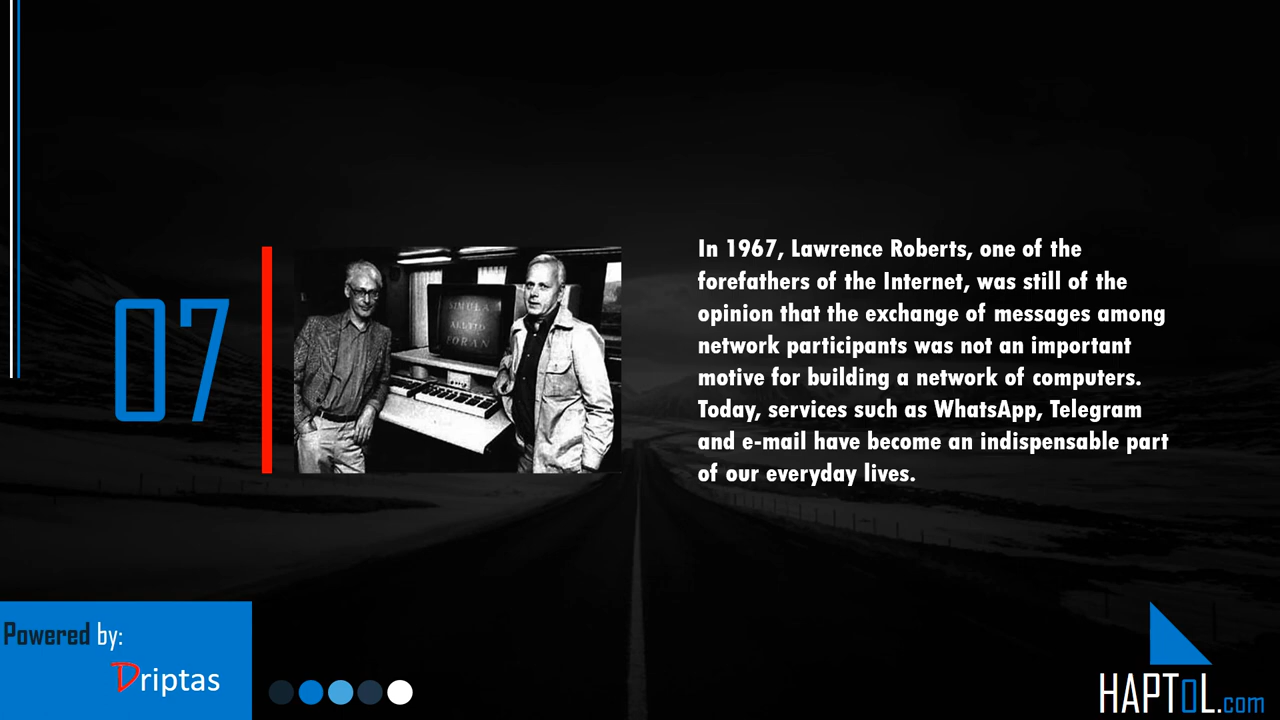 07
SIMULA
In 1967, Lawrence Roberts, one of the
forefathers of the Internet, was still of the
opinion that the exchange of messages among
network participants was not an important
motive for building a network of computers.
Today, services such as WhatsApp, Telegram
and e-mail have become an indispensable part
of our everyday lives.
Powered by:
Driptas
HAPTOL.com